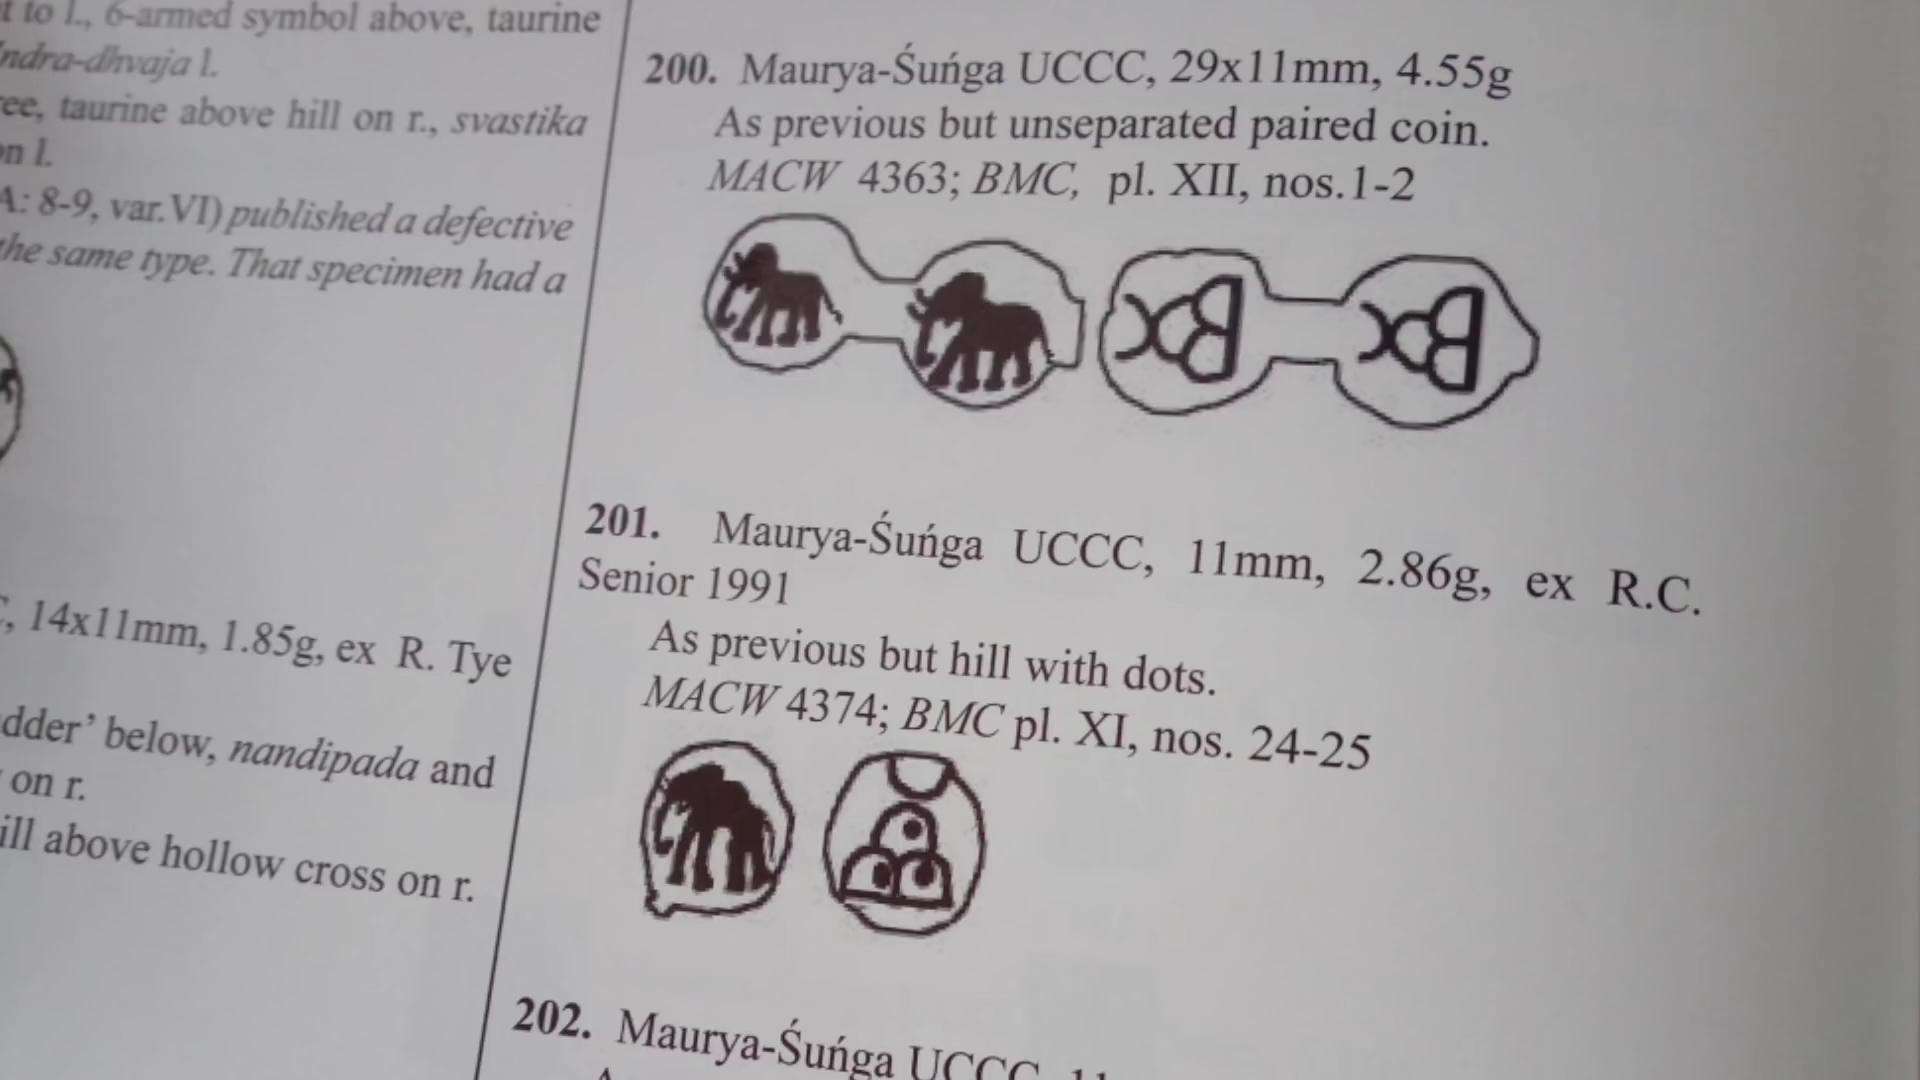 t to l., 6-armed symbol above, taurine
Indra-dhvaja l.
ee, taurine above hill on r., svastika
on l.
A: 8-9, var.VI) published a defective
the same type. That specimen had a
, 14x11mm, 1.85g, ex R. Tye
dder' below, nandipada and
on r.
ill above hollow cross on r.
200. Maurya-Śuńga UCCC, 29x11mm, 4.55g
As previous but unseparated paired coin.
MACW 4363; BMC, pl. XII, nos.1-2
201. Maurya-Śuńga UCCC, 11mm, 2.86g, ex R.C.
Senior 1991
As previous but hill with dots.
MACW 4374; BMC pl. XI, nos. 24-25
202. Maurya-Śuńga UCCC,